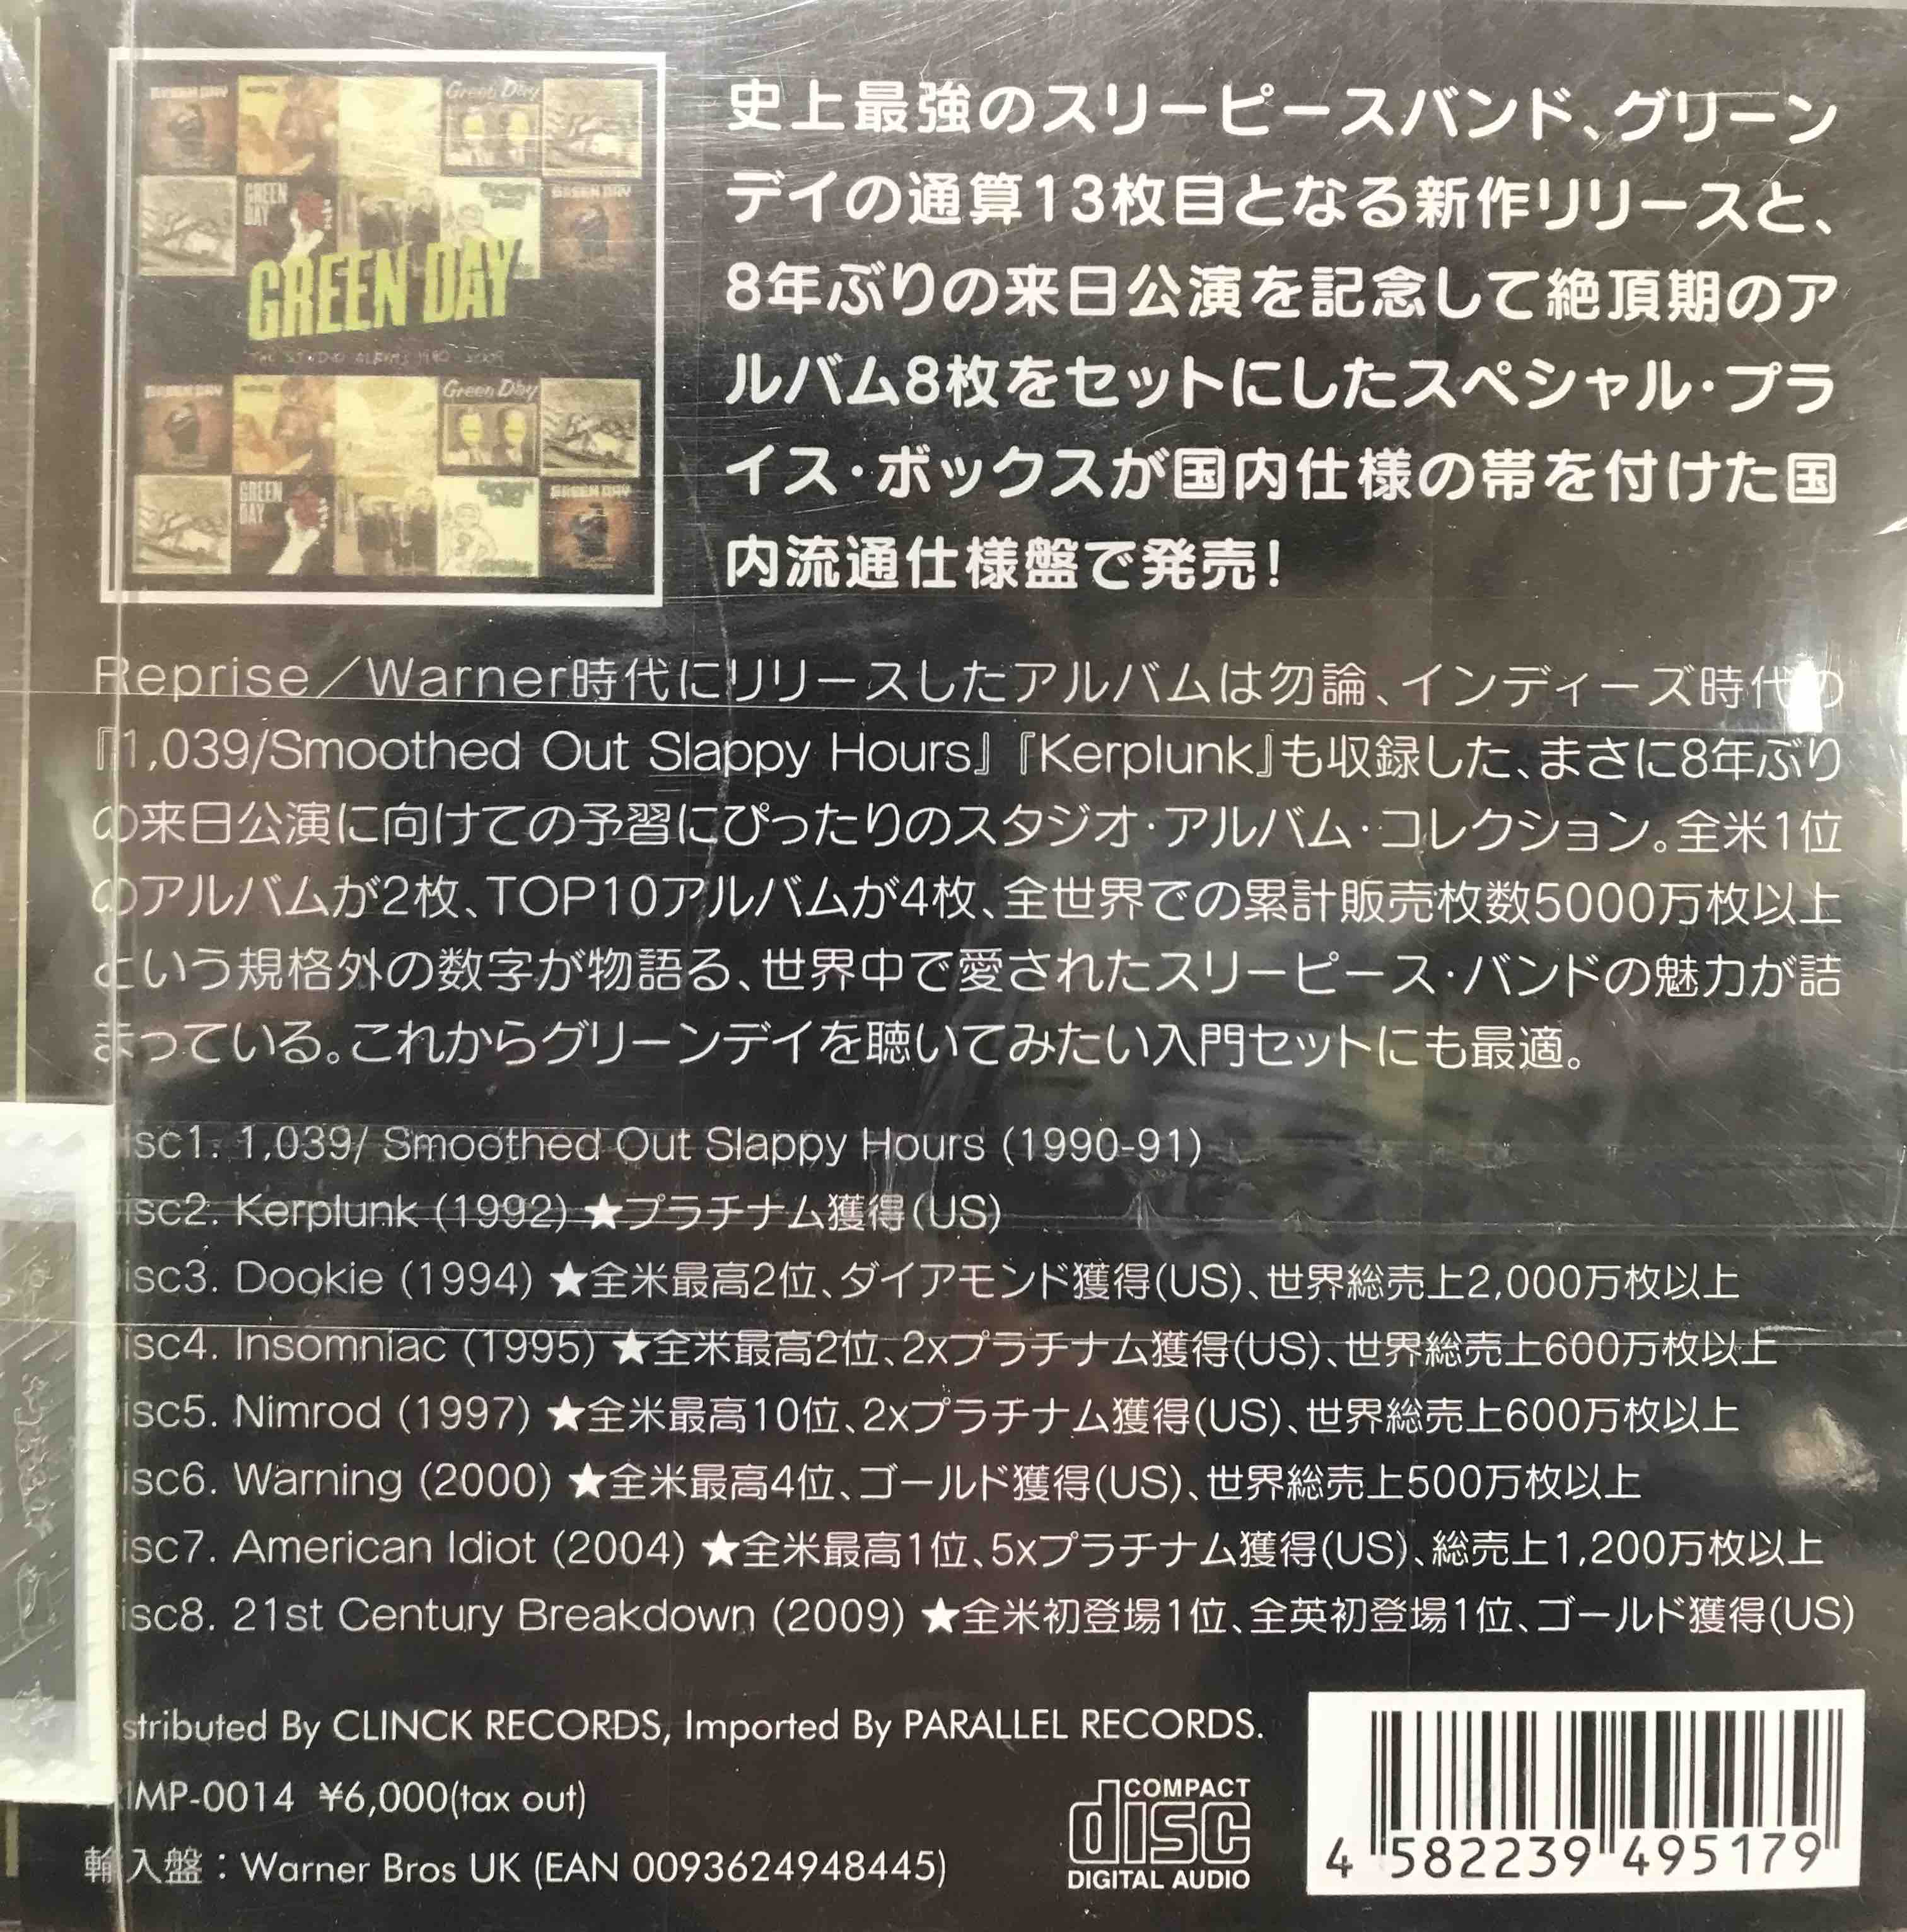 GREEN DAY
THE STUDIO ALBUMS 1990 - 2009
史上最強のスリーピースバンド、グリーン
デイの通算13枚目となる新作リリースと、
8年ぶりの来日公演を記念して絶頂期のア
ルバム8枚をセットにしたスペシャル・プラ
イス・ボックスが国内仕様の帯を付けた国
内流通仕様盤で発売!
Reprise／Warner時代にリリースしたアルバムは勿論、インディーズ時代の
『1,039/Smoothed Out Slappy Hours』『Kerplunk』も収録した、まさに8年ぶり
の来日公演に向けての予習にぴったりのスタジオ・アルバム・コレクション。全米1位
のアルバムが2枚、TOP10アルバムが4枚、全世界での累計販売枚数5000万枚以上
という規格外の数字が物語る、世界中で愛されたスリーピース・バンドの魅力が詰
まっている。これからグリーンデイを聴いてみたい入門セットにも最適。
isc1. 1,039/ Smoothed Out Slappy Hours (1990-91)
isc2. Kerplunk (1992) ★プラチナム獲得(US)
isc3. Dookie (1994) ★全米最高2位、ダイアモンド獲得(US)、世界総売上2,000万枚以上
isc4. Insomniac (1995) ★全米最高2位、2xプラチナム獲得(US)、世界総売上600万枚以上
isc5. Nimrod (1997) ★全米最高10位、2xプラチナム獲得(US)、世界総売上600万枚以上
isc6. Warning (2000) ★全米最高4位、ゴールド獲得(US)、世界総売上500万枚以上
isc7. American Idiot (2004) ★全米最高1位、5xプラチナム獲得(US)、総売上1,200万枚以上
isc8. 21st Century Breakdown (2009) ★全米初登場1位、全英初登場1位、ゴールド獲得(US)
stributed By CLINCK RECORDS, Imported By PARALLEL RECORDS.
IMP-0014 ¥6,000(tax out)
輸入盤：Warner Bros UK (EAN 0093624948445)
COMPACT
disc
DIGITAL AUDIO
4 582239 495179